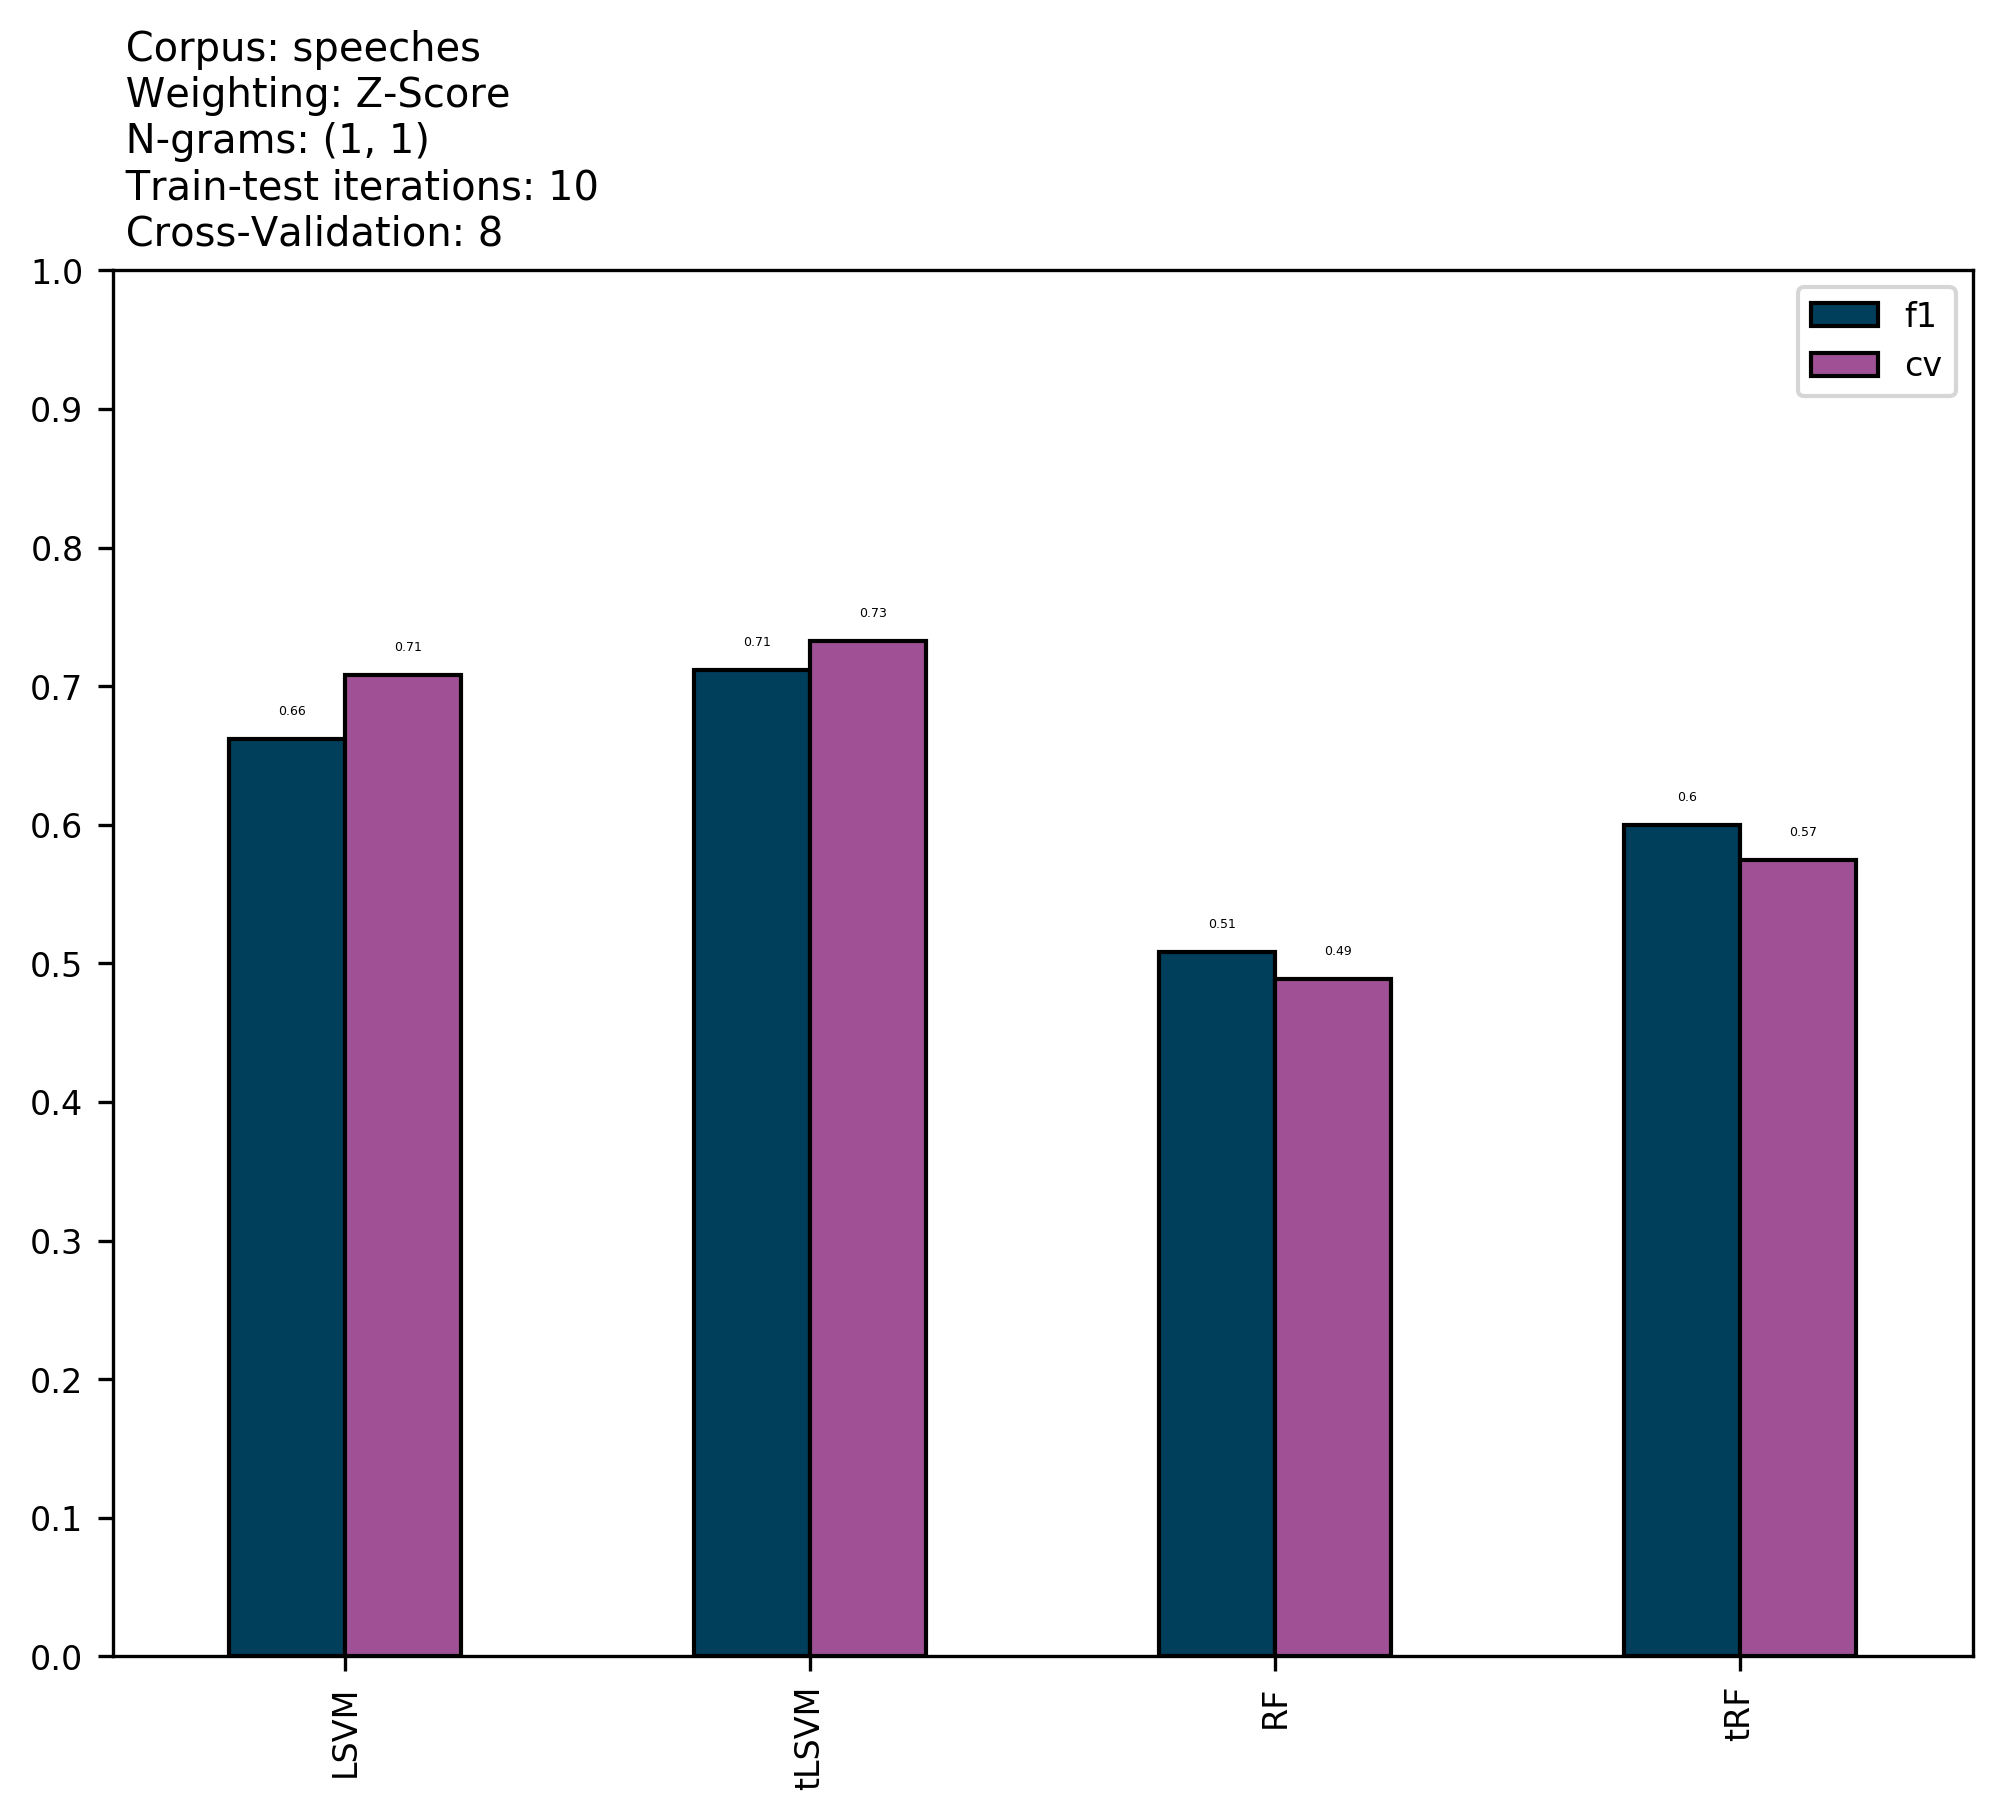 Corpus: speeches
Weighting: Z-Score
N-grams: (1, 1)
Train-test iterations: 10
Cross-Validation: 8
1.0
0.9
0.8
0.7
0.6
0.5
0.4
0.3
0.2
0.1
0.0
f1
cv
0.66
0.71
0.71
0.73
0.51
0.49
0.6
0.57
LSVM
tLSVM
RF
tRF